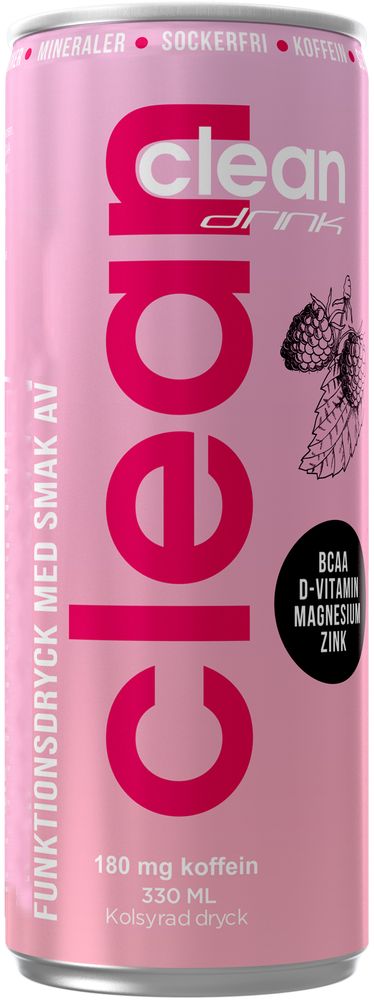 MINERALER • SOCKERFRI • KOFFEIN •
clean
drink
clean
FUNKTIONSDRYCK MED SMAK AV
BCAA
D-VITAMIN
MAGNESIUM
ZINK
180 mg koffein
330 ML
Kolsyrad dryck